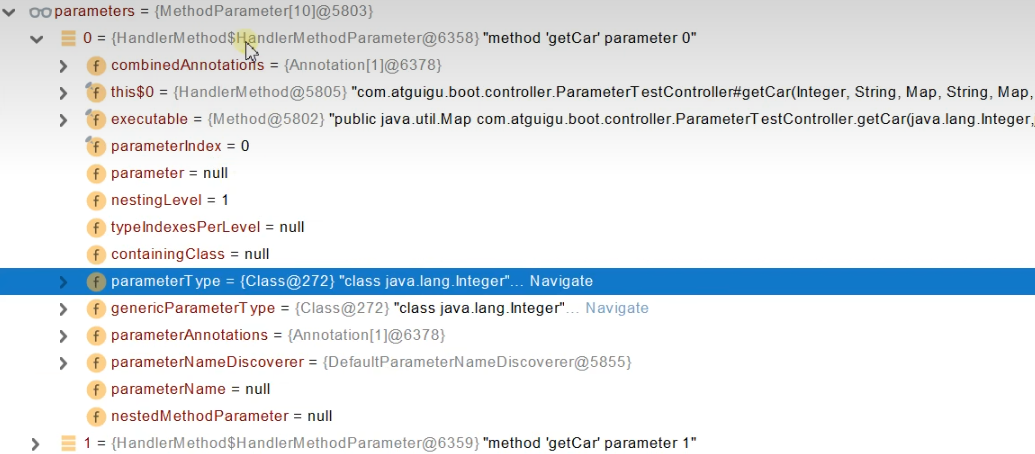 parameters = {MethodParameter[10]@5803}
0 = {HandlerMethod$HandlerMethodParameter@6358} "method 'getCar' parameter 0"
f combinedAnnotations = {Annotation[1]@6378}
f this$0 = {HandlerMethod@5805} "com.atguigu.boot.controller.ParameterTestController#getCar(Integer, String, Map, String, Map,
f executable = {Method@5802} "public java.util.Map com.atguigu.boot.controller.ParameterTestController.getCar(java.lang.Integer,
f parameterIndex = 0
f parameter = null
f nestingLevel = 1
f typeIndexesPerLevel = null
f containingClass = null
f parameterType = {Class@272} "class java.lang.Integer"... Navigate
f genericParameterType = {Class@272} "class java.lang.Integer"... Navigate
f parameterAnnotations = {Annotation[1]@6378}
f parameterNameDiscoverer = {DefaultParameterNameDiscoverer@5855}
f parameterName = null
f nestedMethodParameter = null
1 = {HandlerMethod$HandlerMethodParameter@6359} "method 'getCar' parameter 1"